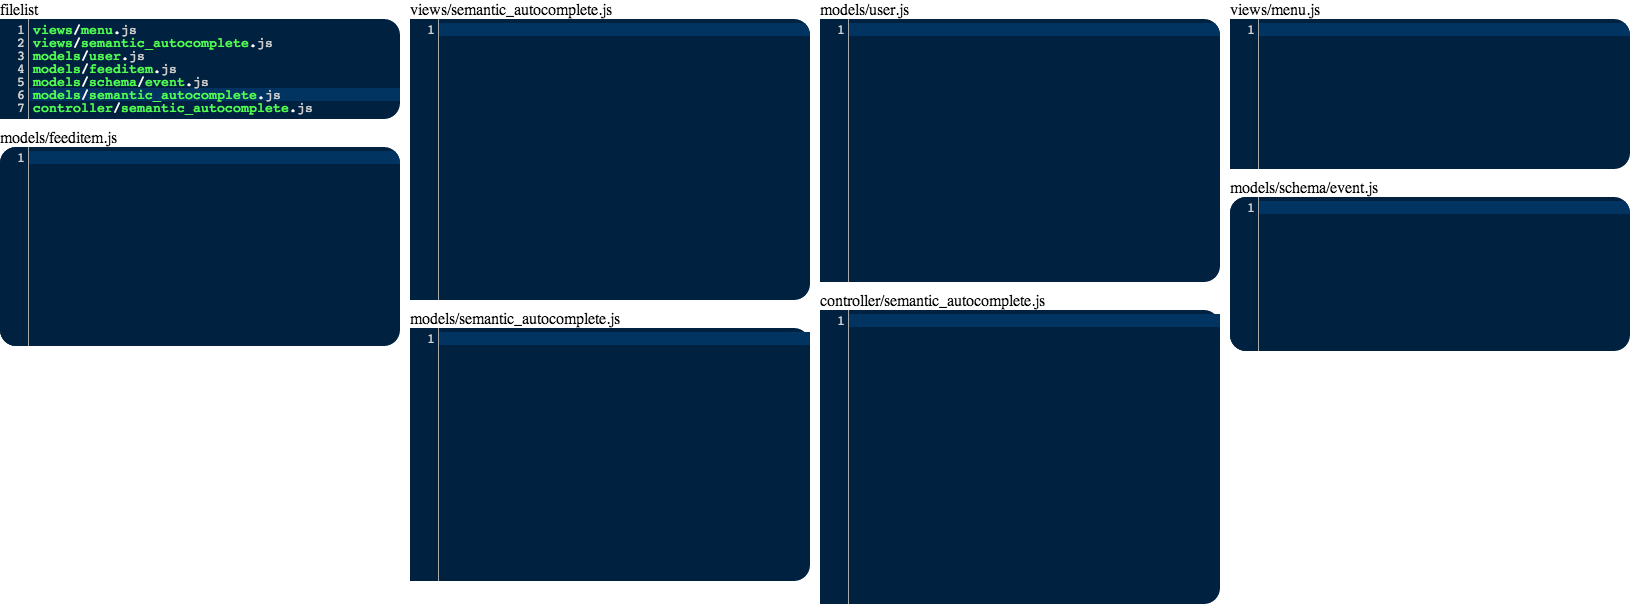 filelist
1 views/menu.js
2 views/semantic_autocomplete.js
3 models/user.js
4 models/feeditem.js
5 models/schema/event.js
6 models/semantic_autocomplete.js
7 controller/semantic_autocomplete.js
models/feeditem.js
1
views/semantic_autocomplete.js
1
models/semantic_autocomplete.js
1
models/user.js
1
controller/semantic_autocomplete.js
1
views/menu.js
1
models/schema/event.js
1